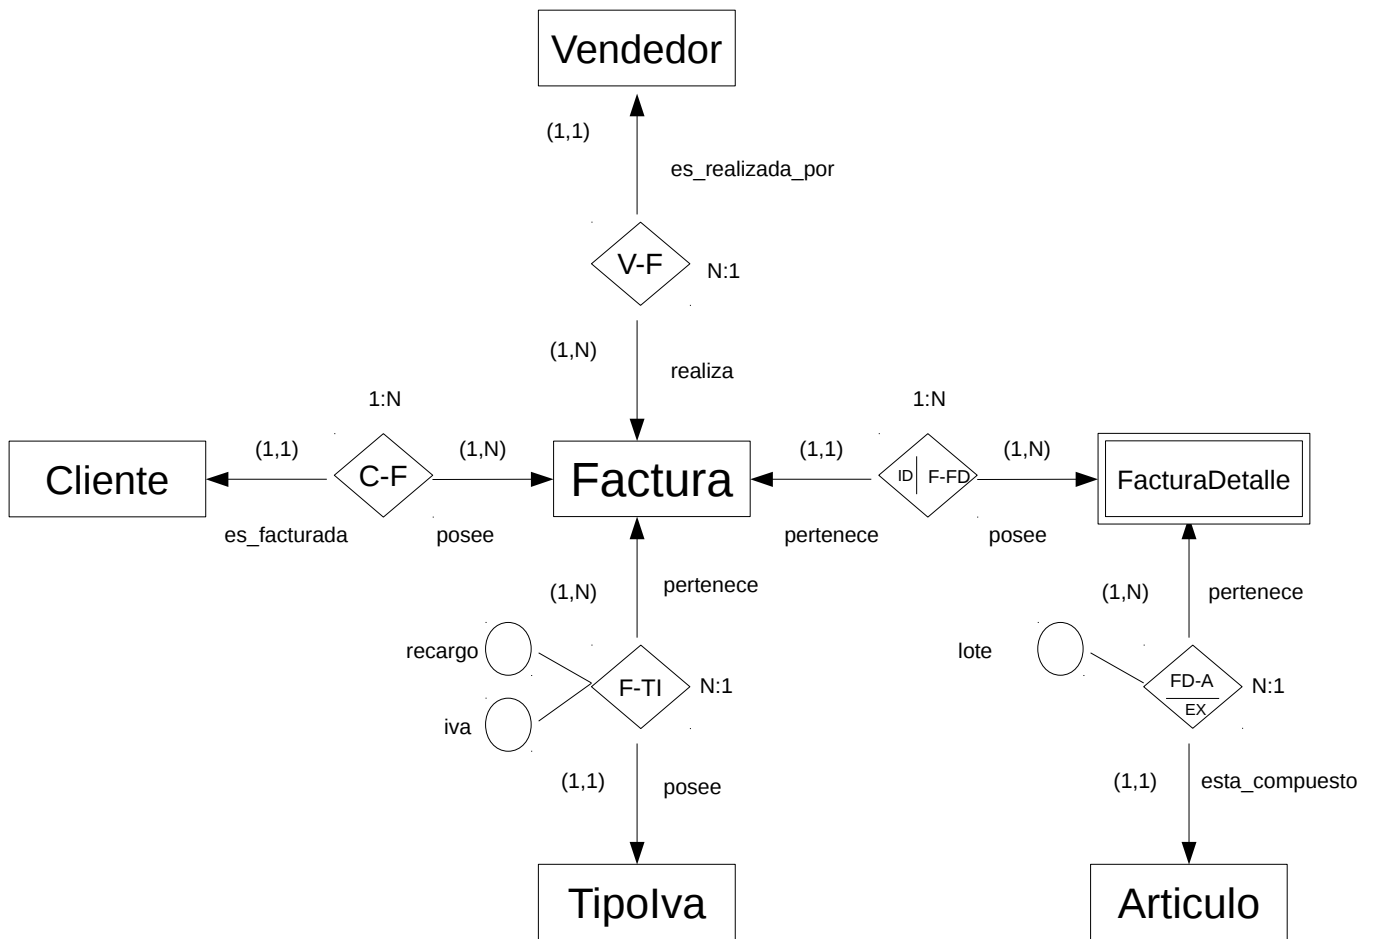 Vendedor
(1,1)
es_realizada_por
V-F
N:1
(1,N)
realiza
1:N
1:N
(1,1)
(1,N)
(1,1)
(1,N)
Cliente
C-F
Factura
ID
F-FD
FacturaDetalle
es_facturada
posee
pertenece
posee
(1,N)
pertenece
(1,N)
pertenece
recargo
lote
F-TI
N:1
FD-A
EX
N:1
iva
(1,1)
posee
(1,1)
esta_compuesto
TipoIva
Articulo